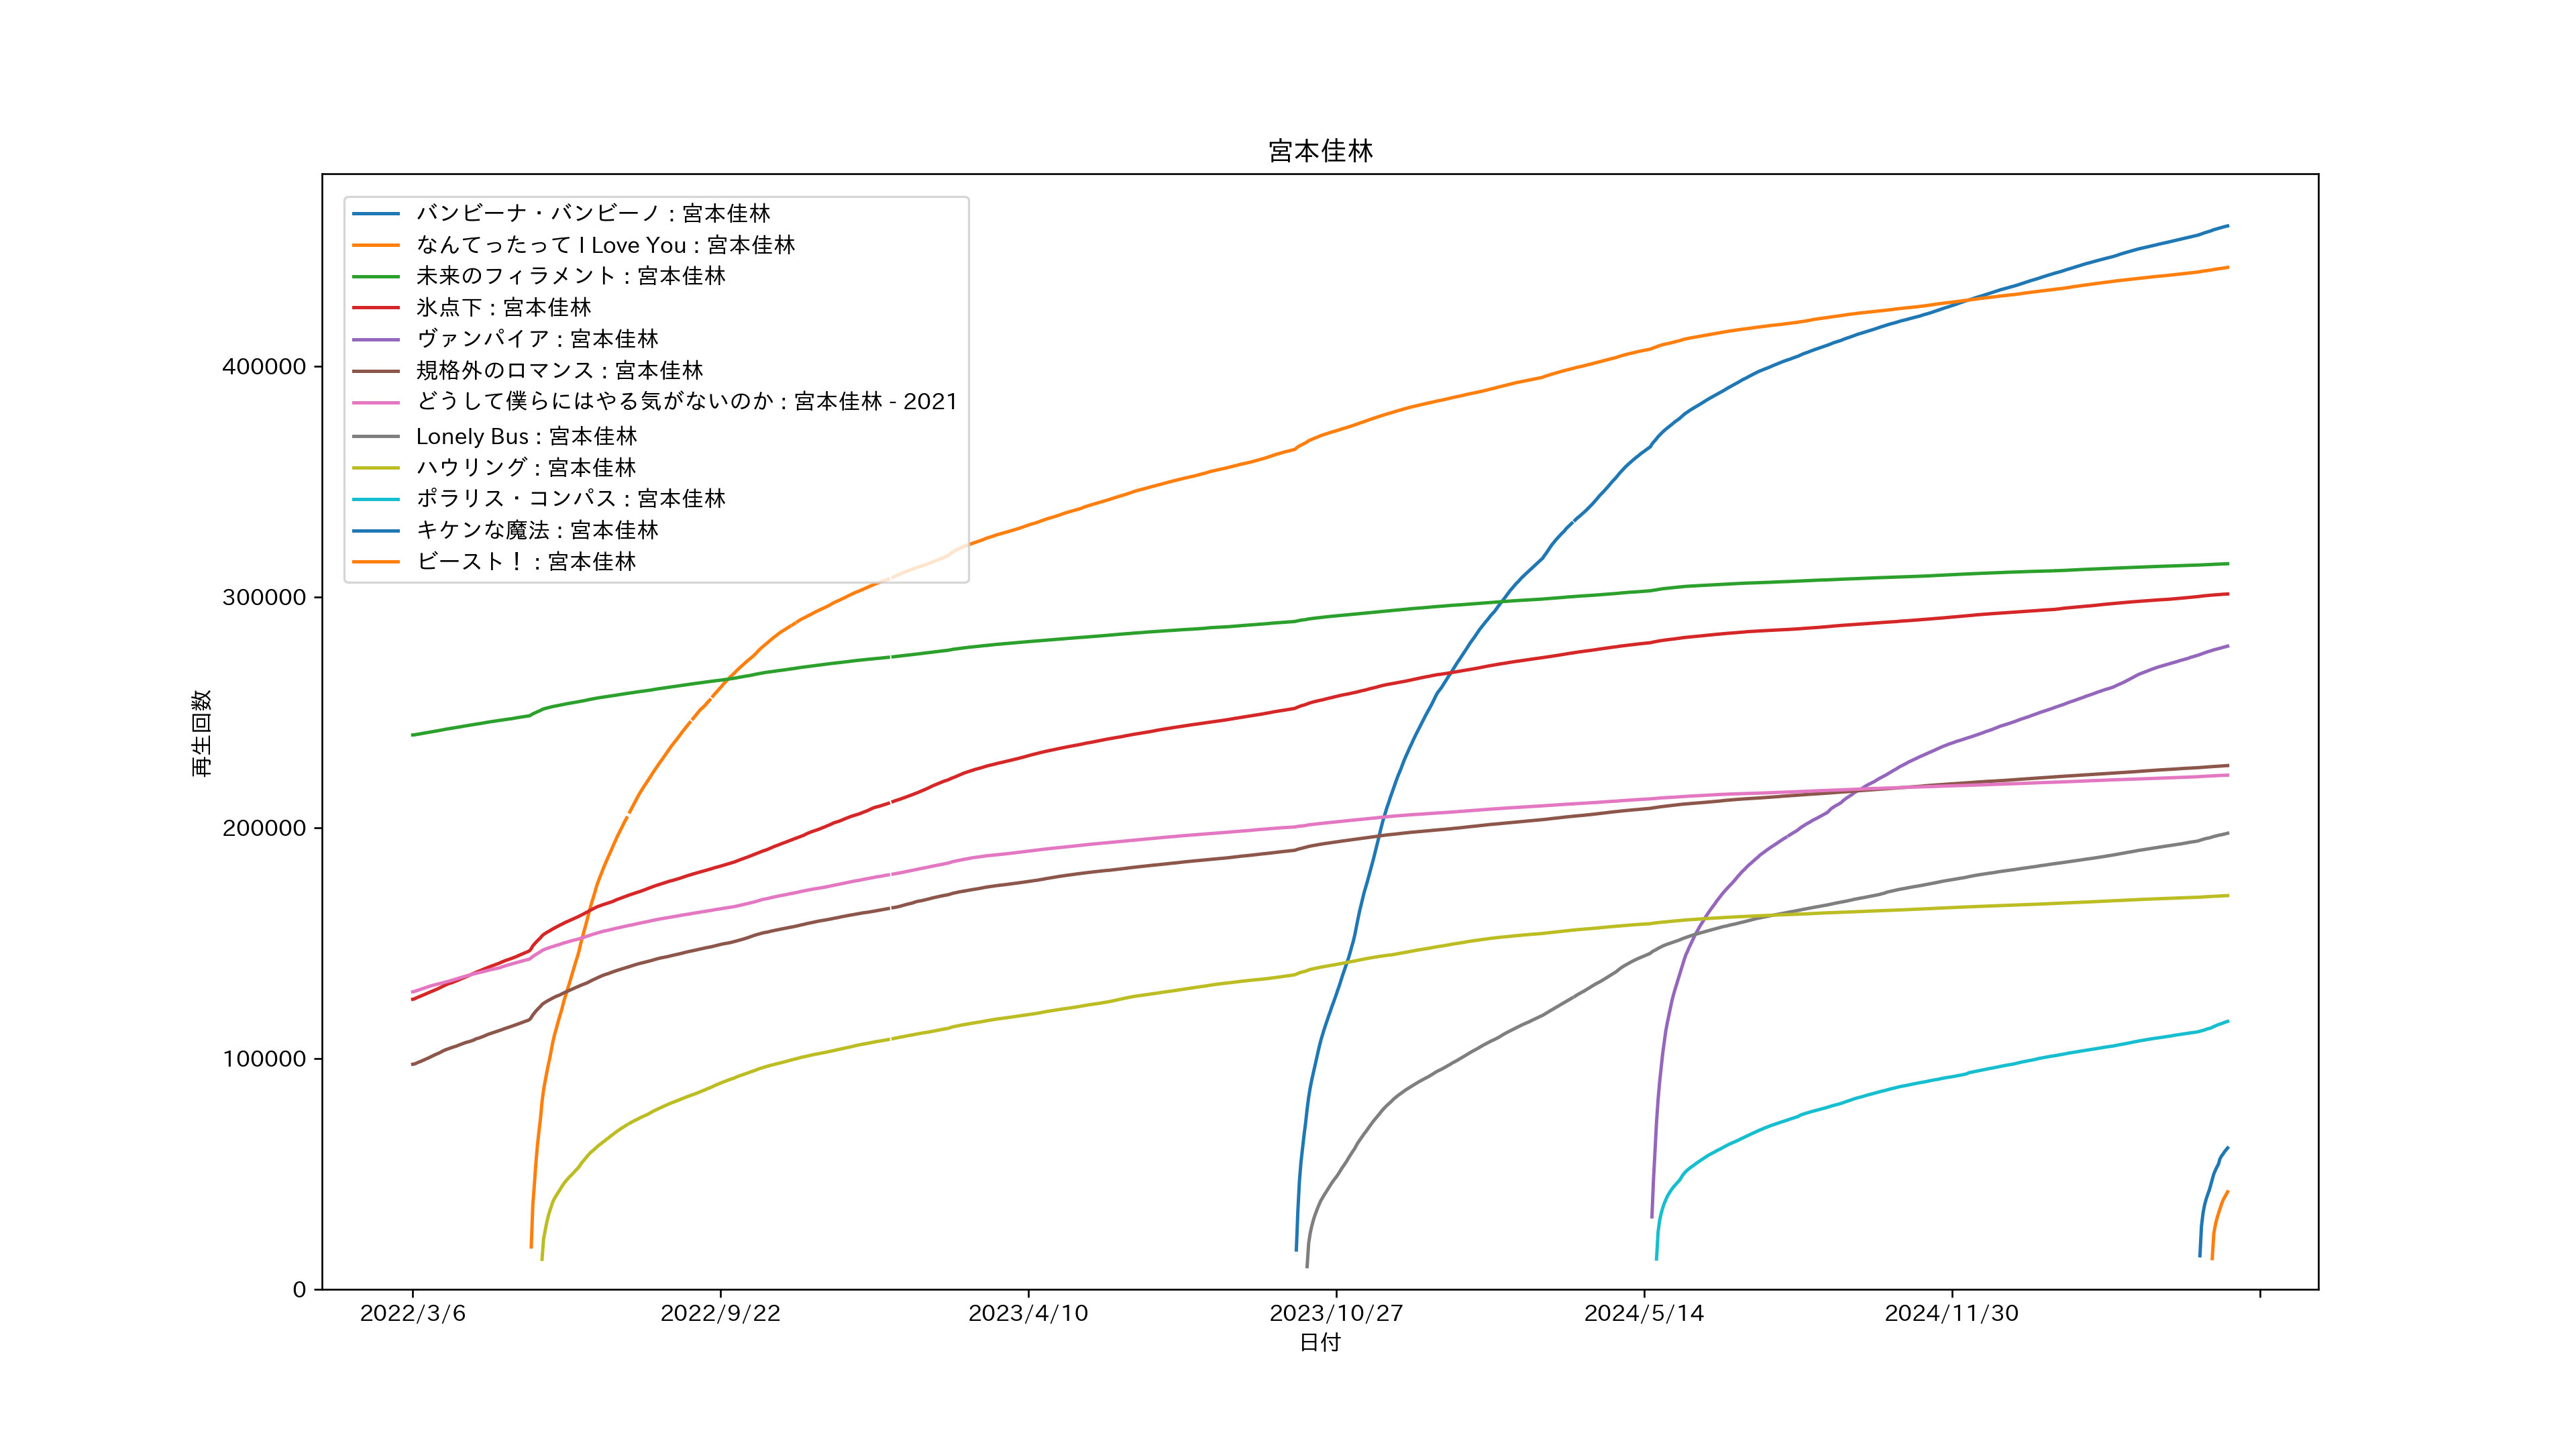 宮本佳林
バンビーナ・バンビーノ : 宮本佳林
なんてったって I Love You : 宮本佳林
未来のフィラメント : 宮本佳林
氷点下 : 宮本佳林
ヴァンパイア : 宮本佳林
規格外のロマンス : 宮本佳林
どうして僕らにはやる気がないのか : 宮本佳林 - 2021
Lonely Bus : 宮本佳林
ハウリング : 宮本佳林
ポラリス・コンパス : 宮本佳林
キケンな魔法 : 宮本佳林
ビースト！ : 宮本佳林
再生回数
400000
300000
200000
100000
0
2022/3/6
2022/9/22
2023/4/10
2023/10/27
2024/5/14
2024/11/30
日付